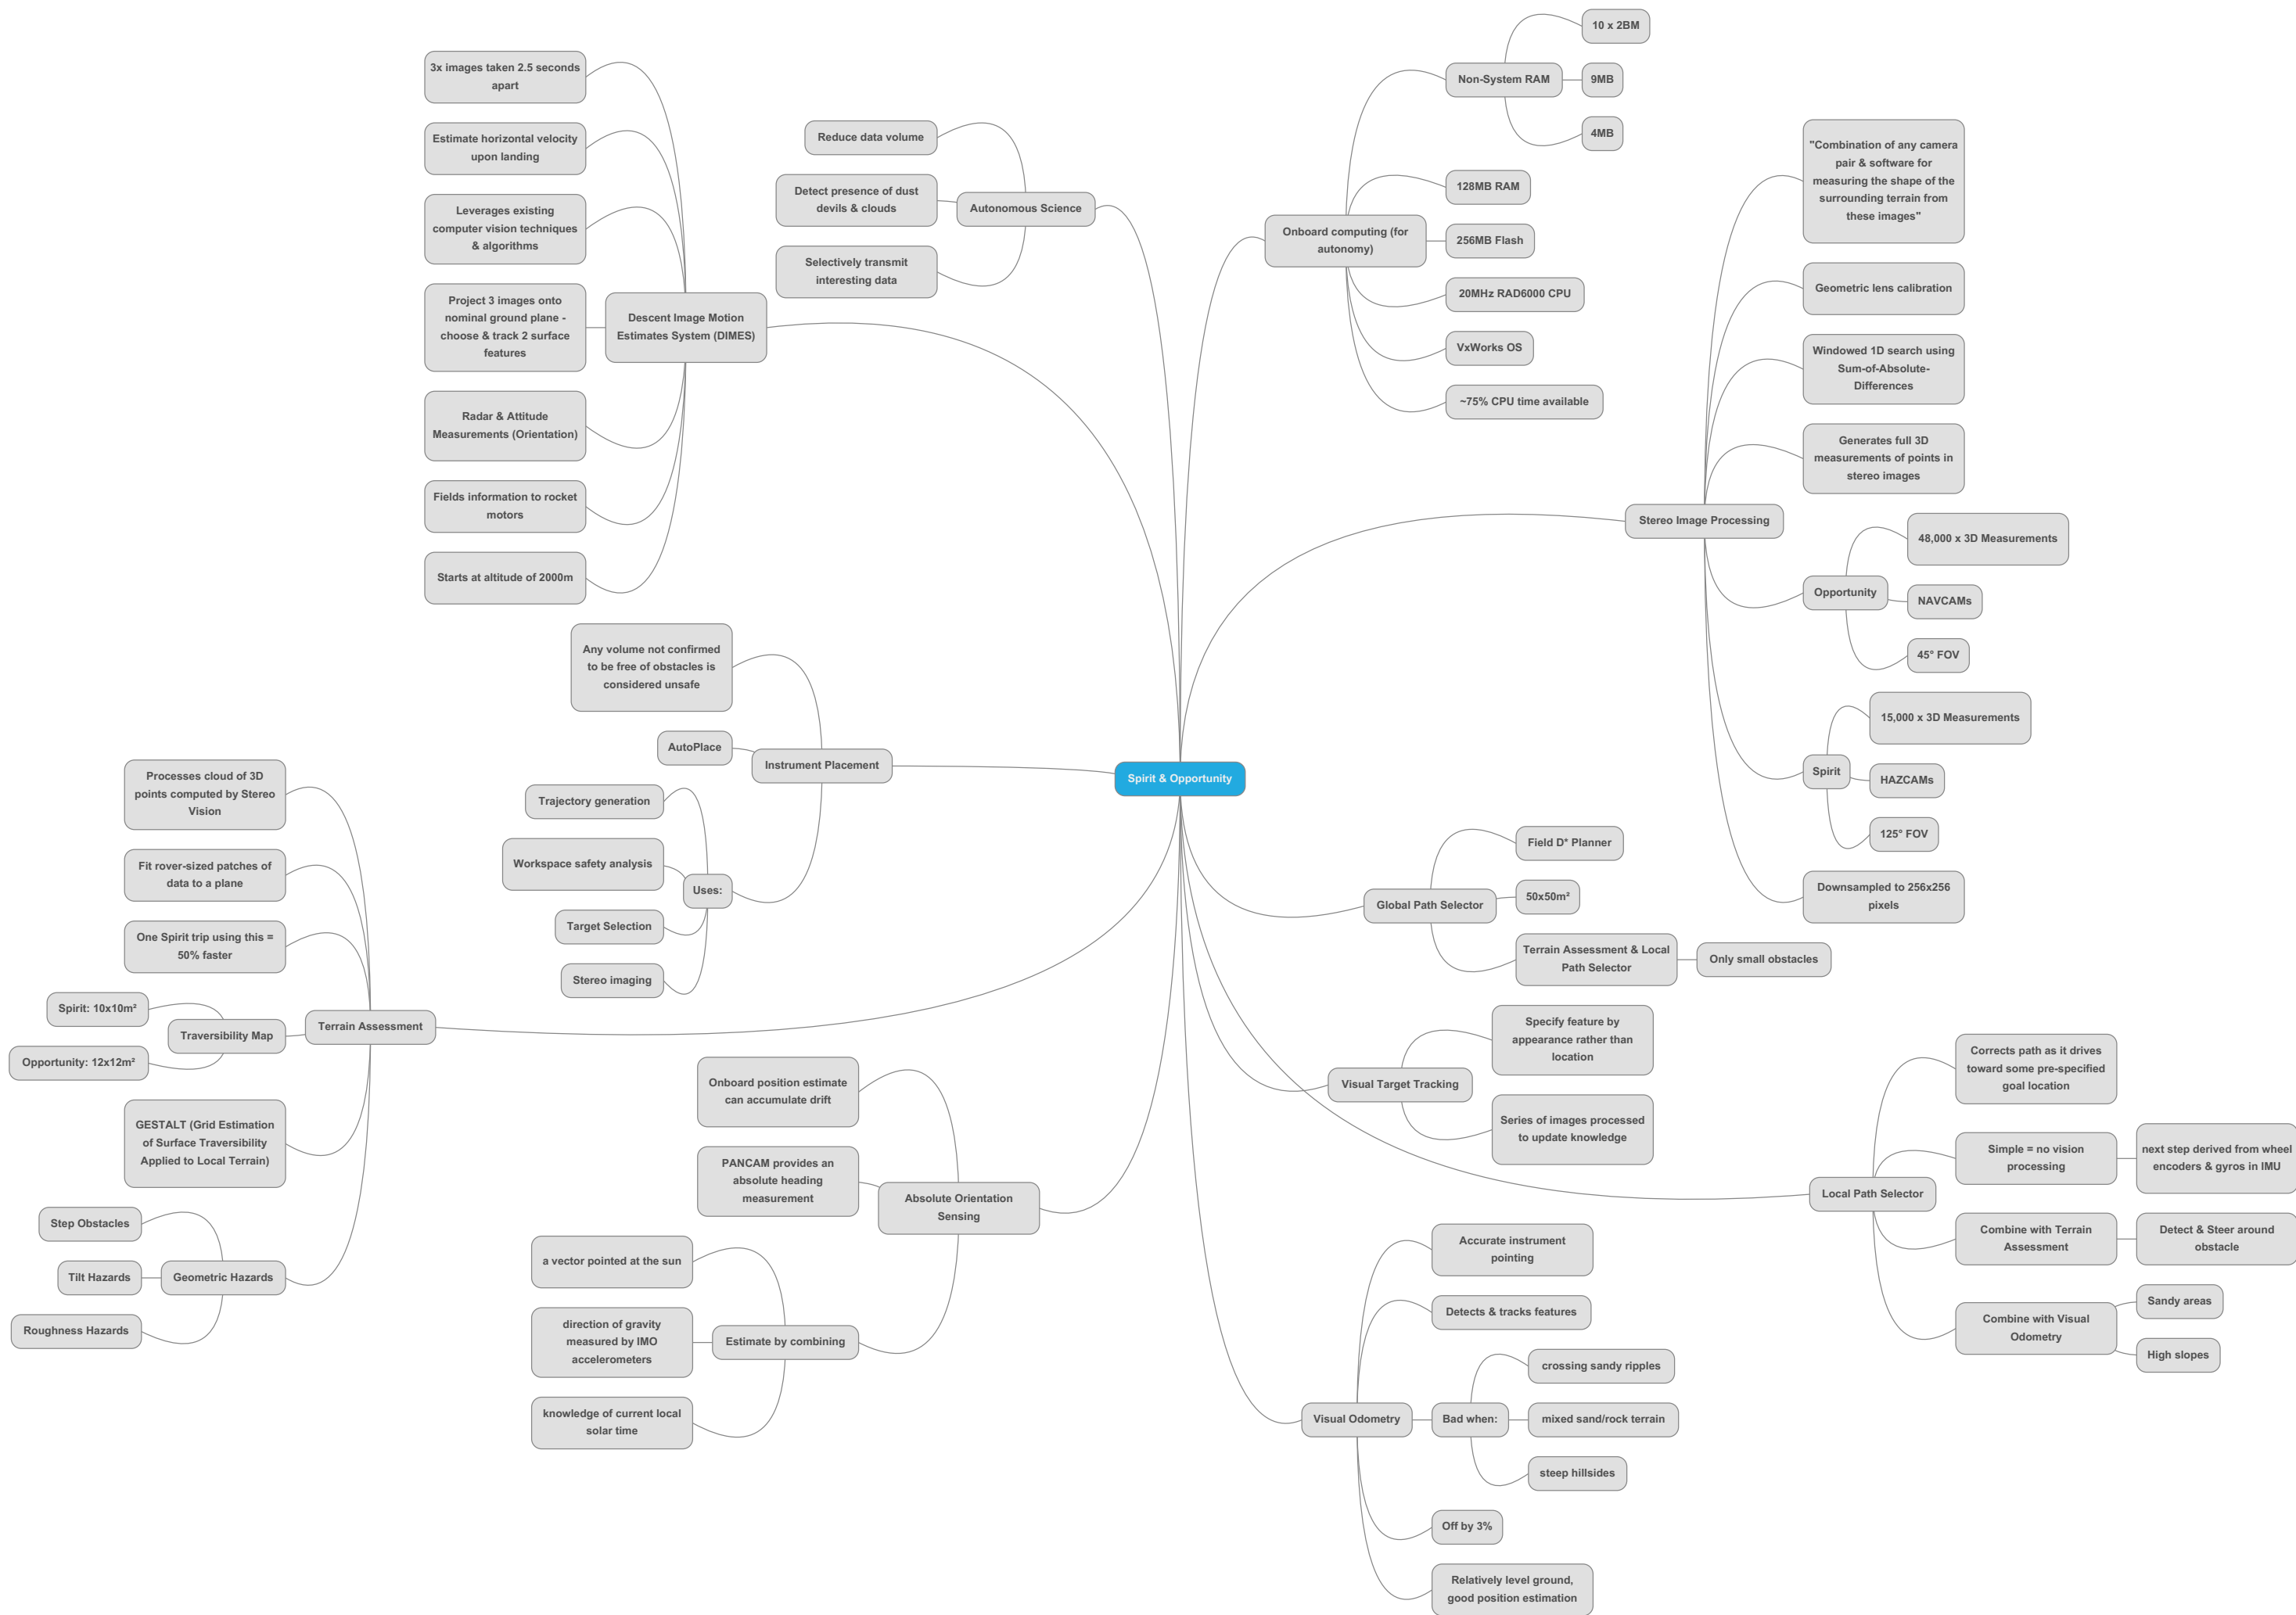 Spirit & Opportunity
Onboard computing (for
autonomy)
Non-System RAM
10 x 2BM
9MB
4MB
128MB RAM
256MB Flash
20MHz RAD6000 CPU
VxWorks OS
~75% CPU time available
Stereo Image Processing
"Combination of any camera
pair & software for
measuring the shape of the
surrounding terrain from
these images"
Geometric lens calibration
Windowed 1D search using
Sum-of-Absolute-
Differences
Generates full 3D
measurements of points in
stereo images
Opportunity
48,000 x 3D Measurements
NAVCAMs
45° FOV
Spirit
15,000 x 3D Measurements
HAZCAMs
125° FOV
Downsampled to 256x256
pixels
Global Path Selector
Field D* Planner
50x50m²
Terrain Assessment & Local
Path Selector
Only small obstacles
Visual Target Tracking
Specify feature by
appearance rather than
location
Series of images processed
to update knowledge
Local Path Selector
Corrects path as it drives
toward some pre-specified
goal location
Simple = no vision
processing
next step derived from wheel
encoders & gyros in IMU
Combine with Terrain
Assessment
Detect & Steer around
obstacle
Combine with Visual
Odometry
Sandy areas
High slopes
Visual Odometry
Accurate instrument
pointing
Detects & tracks features
Bad when:
crossing sandy ripples
mixed sand/rock terrain
steep hillsides
Off by 3%
Relatively level ground,
good position estimation
Autonomous Science
Reduce data volume
Detect presence of dust
devils & clouds
Selectively transmit
interesting data
Descent Image Motion
Estimates System (DIMES)
3x images taken 2.5 seconds
apart
Estimate horizontal velocity
upon landing
Leverages existing
computer vision techniques
& algorithms
Project 3 images onto
nominal ground plane -
choose & track 2 surface
features
Radar & Attitude
Measurements (Orientation)
Fields information to rocket
motors
Starts at altitude of 2000m
Instrument Placement
Any volume not confirmed
to be free of obstacles is
considered unsafe
AutoPlace
Uses:
Trajectory generation
Workspace safety analysis
Target Selection
Stereo imaging
Terrain Assessment
Processes cloud of 3D
points computed by Stereo
Vision
Fit rover-sized patches of
data to a plane
One Spirit trip using this =
50% faster
Traversibility Map
Spirit: 10x10m²
Opportunity: 12x12m²
GESTALT (Grid Estimation
of Surface Traversibility
Applied to Local Terrain)
Geometric Hazards
Step Obstacles
Tilt Hazards
Roughness Hazards
Absolute Orientation
Sensing
Onboard position estimate
can accumulate drift
PANCAM provides an
absolute heading
measurement
Estimate by combining
a vector pointed at the sun
direction of gravity
measured by IMO
accelerometers
knowledge of current local
solar time